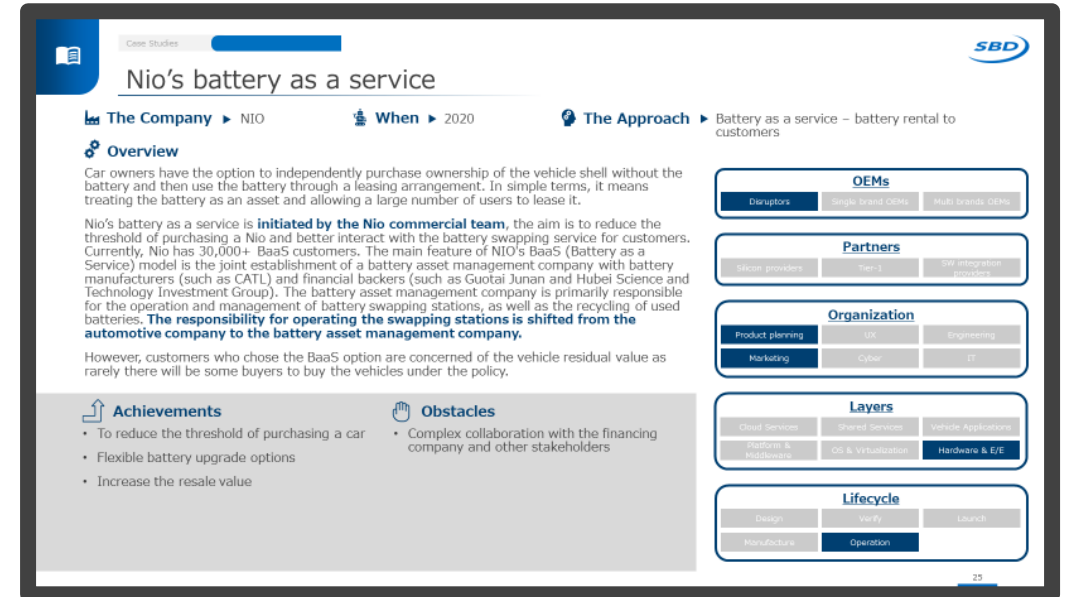 Case Studies
SBD
Nio's battery as a service
The Company ▶ NIO
When ▶ 2020
The Approach ▶ Battery as a service – battery rental to
customers
Overview
Car owners have the option to independently purchase ownership of the vehicle shell without the
battery and then use the battery through a leasing arrangement. In simple terms, it means
treating the battery as an asset and allowing a large number of users to lease it.
Nio's battery as a service is initiated by the Nio commercial team, the aim is to reduce the
threshold of purchasing a Nio and better interact with the battery swapping service for customers.
Currently, Nio has 30,000+ BaaS customers. The main feature of NIO's BaaS (Battery as a
Service) model is the joint establishment of a battery asset management company with battery
manufacturers (such as CATL) and financial backers (such as Guotai Junan and Hubei Science and
Technology Investment Group). The battery asset management company is primarily responsible
for the operation and management of battery swapping stations, as well as the recycling of used
batteries. The responsibility for operating the swapping stations is shifted from the
automotive company to the battery asset management company.
However, customers who chose the BaaS option are concerned of the vehicle residual value as
rarely there will be some buyers to buy the vehicles under the policy.
Achievements
• To reduce the threshold of purchasing a car
• Flexible battery upgrade options
• Increase the resale value
Obstacles
• Complex collaboration with the financing
company and other stakeholders
OEMs
Disruptors
Single brand OEMs
Multi brands OEMs
Partners
Silicon providers
Tier-1
SW integration
providers
Organization
Product planning
UX
Engineering
Marketing
Cyber
IT
Layers
Cloud Services
Shared Services
Vehicle Applications
Platform &
Middleware
OS & Virtualization
Hardware & E/E
Lifecycle
Design
Verify
Launch
Manufacture
Operation
25